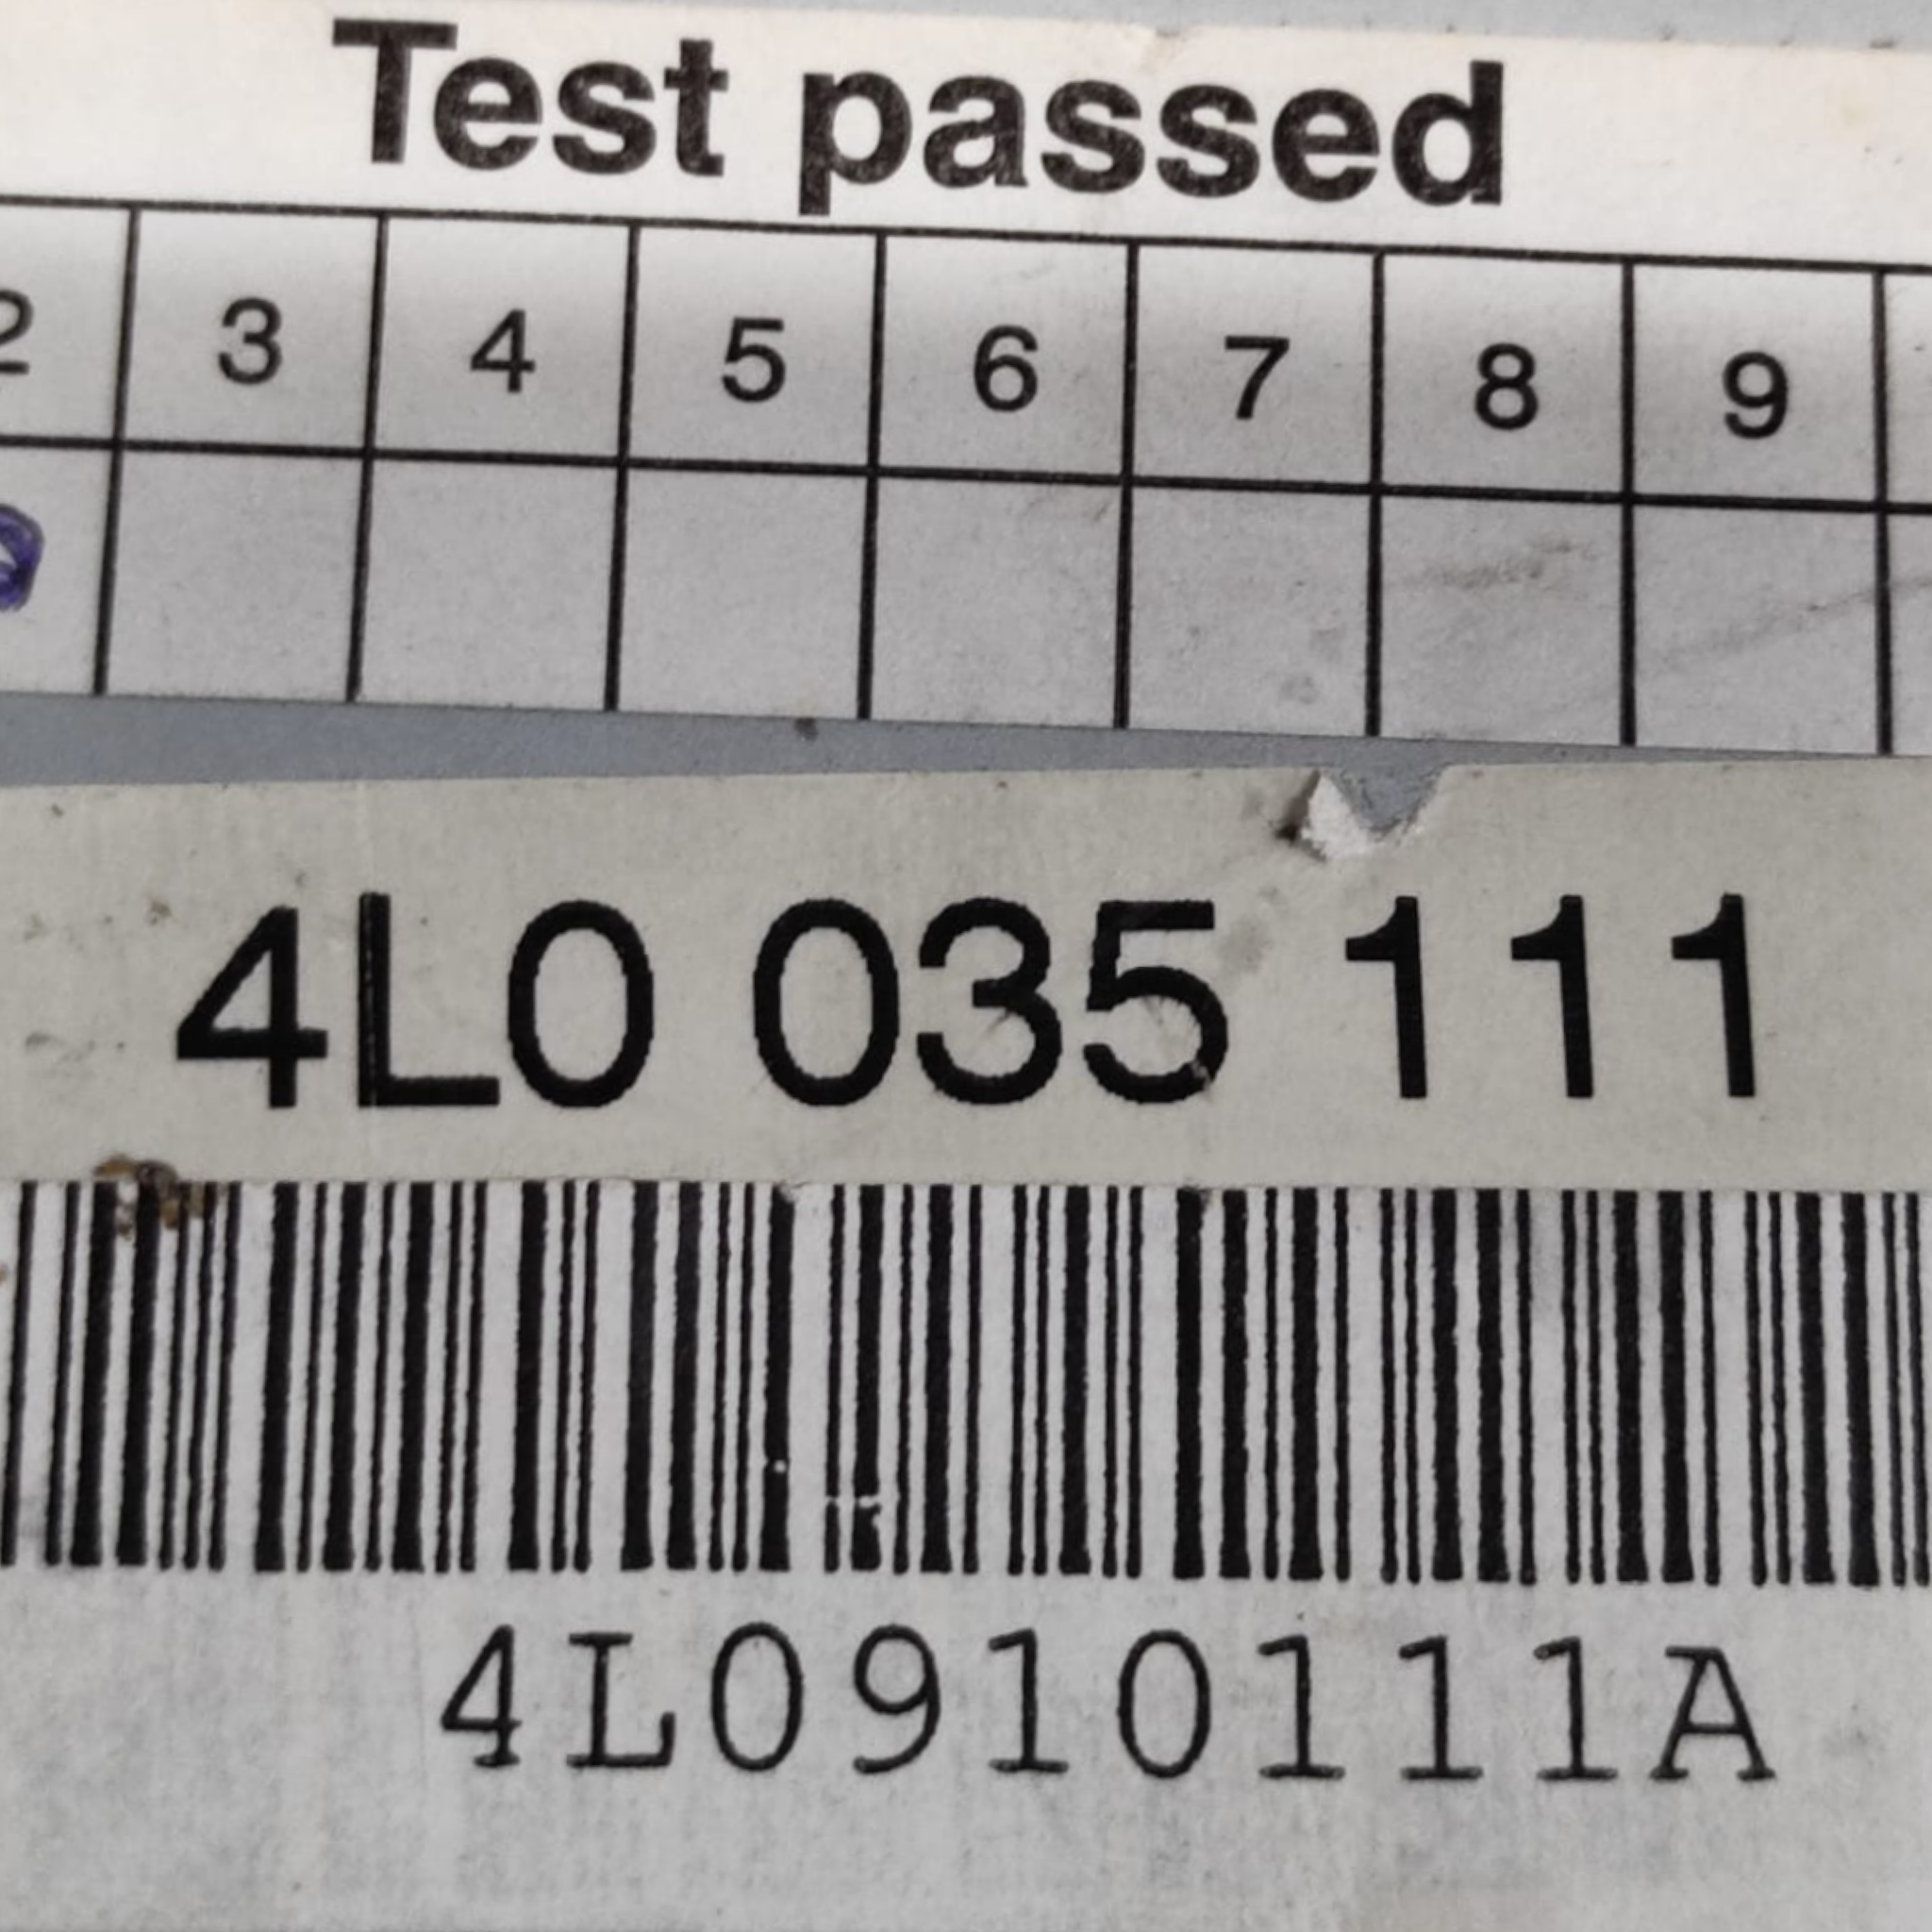 Test passed
2 3 4 5 6 7 8 9
4L0 035 111
4L0910111A